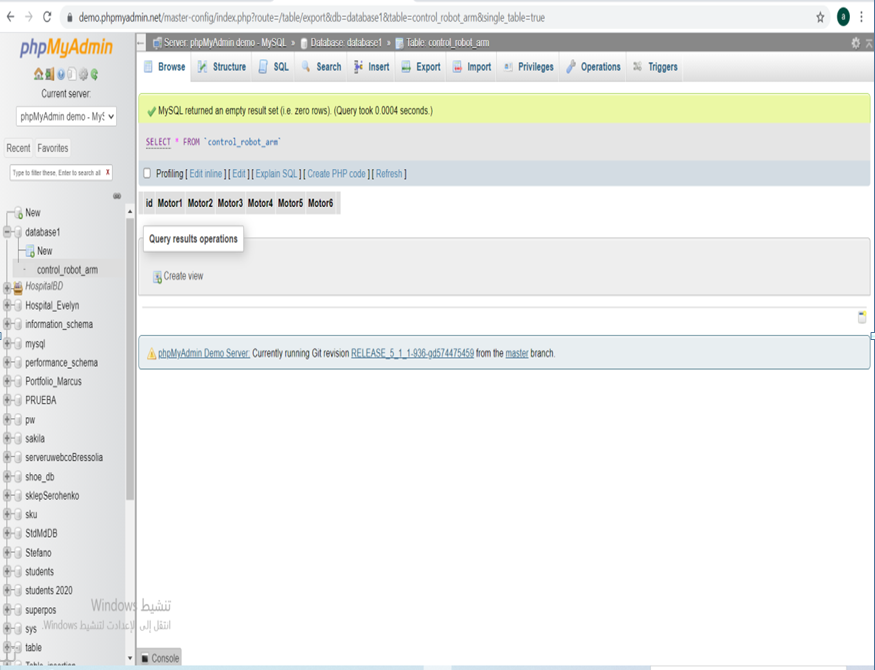 demo.phpmyadmin.net/master-config/index.php?route=/table/export&db=database1&table=control_robot_arm&single_table=true
a
phpMyAdmin
Current server:
phpMyAdmin demo - MyS
Recent Favorites
Type to filter these, Enter to search all X
New
database1
New
control_robot_arm
HospitalBD
Hospital_Evelyn
information_schema
mysql
performance_schema
Portfolio_Marcus
PRUEBA
pw
sakila
serveruwebcoBressolia
shoe_db
sklepSerohenko
sku
StdMdDB
Stefano
students
students 2020
superpos
sys
table
Table_insertion
Server: phpMyAdmin demo - MySQL » Database: database1 » Table: control_robot_arm
Browse Structure SQL Search Insert Export Import Privileges Operations Triggers
MySQL returned an empty result set (i.e. zero rows). (Query took 0.0004 seconds.)
SELECT * FROM `control_robot_arm`
Profiling [ Edit inline ] [ Edit ] [ Explain SQL ] [ Create PHP code ] [ Refresh ]
id Motor1 Motor2 Motor3 Motor4 Motor5 Motor6
Query results operations
Create view
phpMyAdmin Demo Server: Currently running Git revision RELEASE_5_1_1-936-gd574475459 from the master branch.
تنشيط Windows
انتقل إلى الإعدادت لتنشيط Windows.
Console